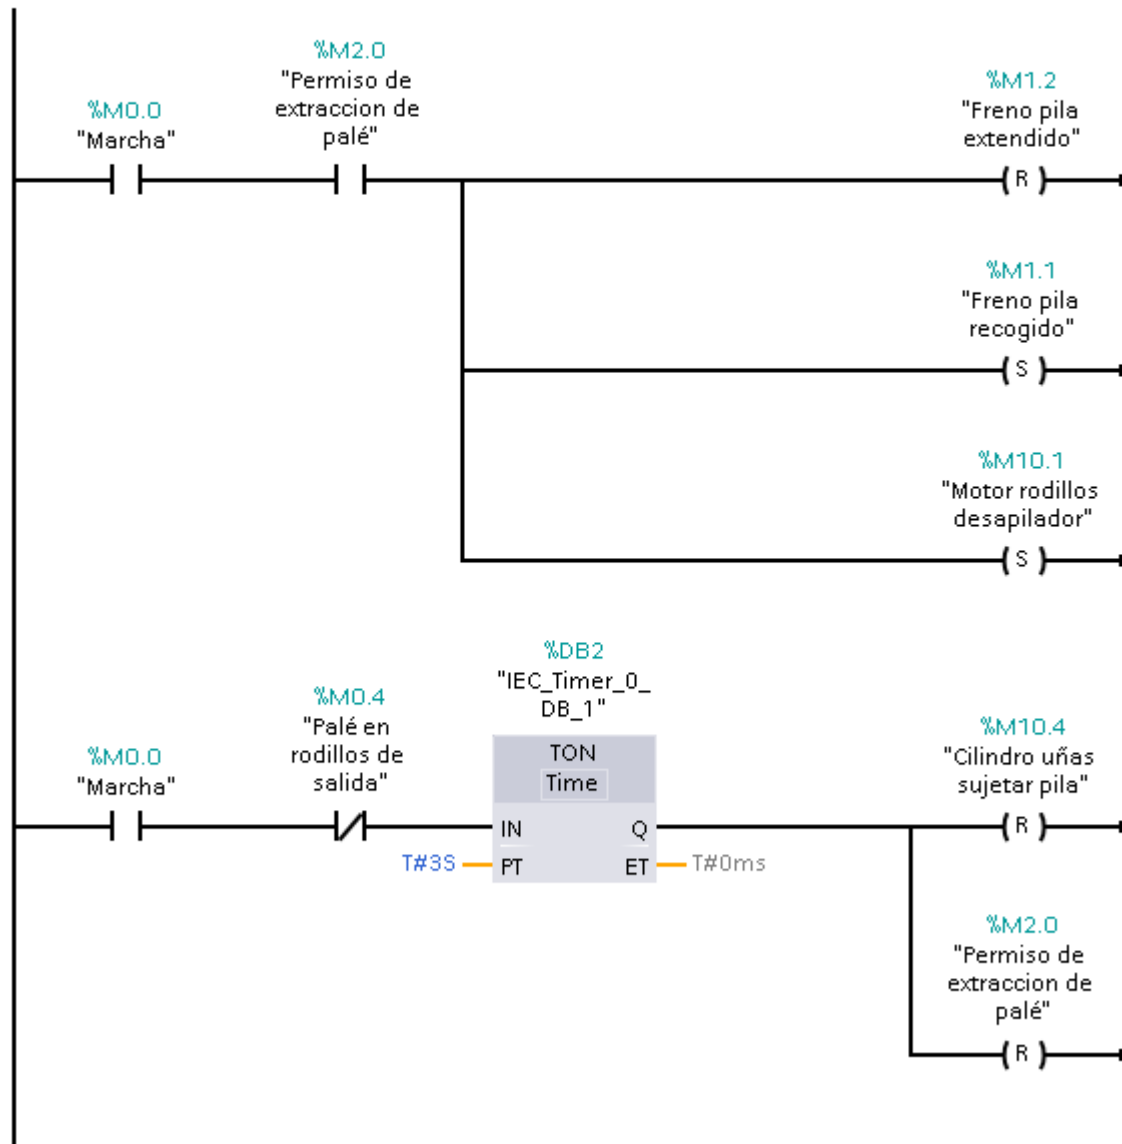 %M2.0
"Permiso de
extraccion de
palé"
%M0.0
"Marcha"
%M1.2
"Freno pila
extendido"
R
%M1.1
"Freno pila
recogido"
S
%M10.1
"Motor rodillos
desapilador"
S
%DB2
"IEC_Timer_0_
DB_1"
%M0.4
"Palé en
rodillos de
salida"
%M0.0
"Marcha"
TON
Time
IN
Q
T#3S
PT
ET
T#0ms
%M10.4
"Cilindro uñas
sujetar pila"
R
%M2.0
"Permiso de
extraccion de
palé"
R